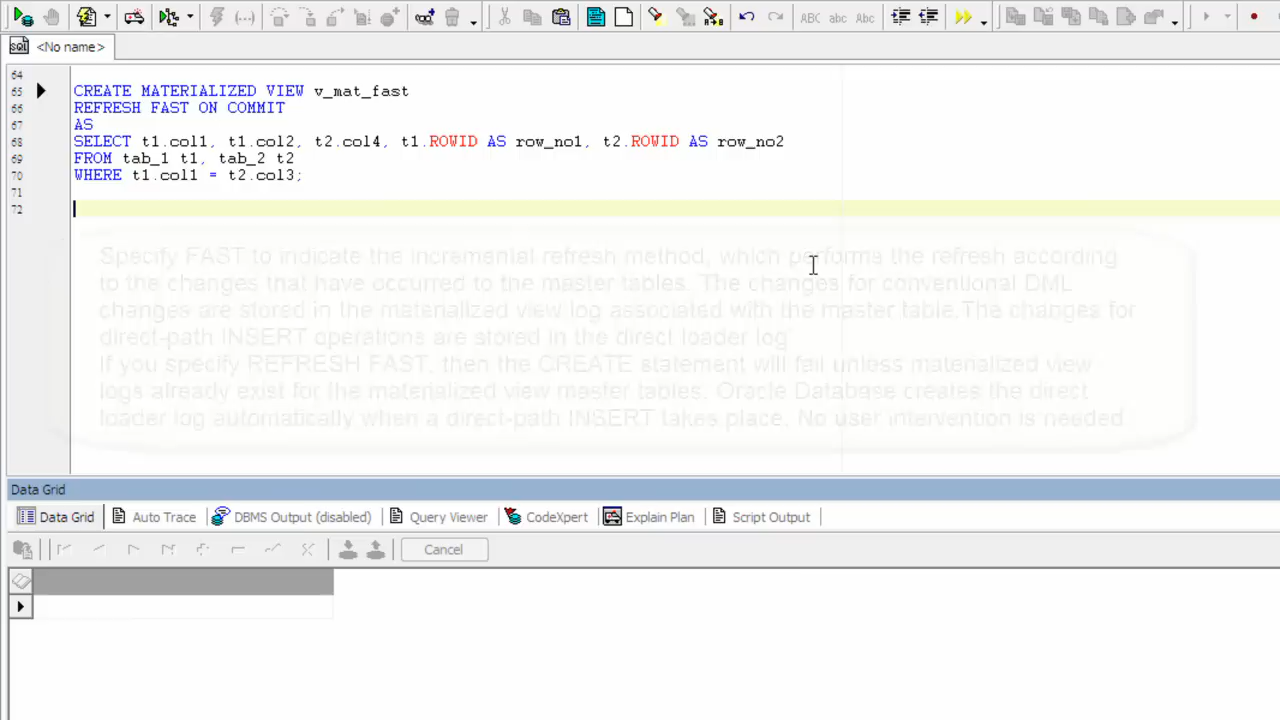 ABC abc Abc
<No name>
64
65 CREATE MATERIALIZED VIEW v_mat_fast
66 REFRESH FAST ON COMMIT
67 AS
68 SELECT t1.col1, t1.col2, t2.col4, t1.ROWID AS row_no1, t2.ROWID AS row_no2
69 FROM tab_1 t1, tab_2 t2
70 WHERE t1.col1 = t2.col3;
71
72
Specify FAST to indicate the incremental refresh method, which performs the refresh according
to the changes that have occurred to the master tables. The changes for conventional DML
changes are stored in the materialized view log associated with the master table.The changes for
direct-path INSERT operations are stored in the direct loader log
If you specify REFRESH FAST, then the CREATE statement will fail unless materialized view
logs already exist for the materialized view master tables. Oracle Database creates the direct
loader log automatically when a direct-path INSERT takes place. No user intervention is needed
Data Grid
Data Grid Auto Trace DBMS Output (disabled) Query Viewer CodeXpert Explain Plan Script Output
Cancel